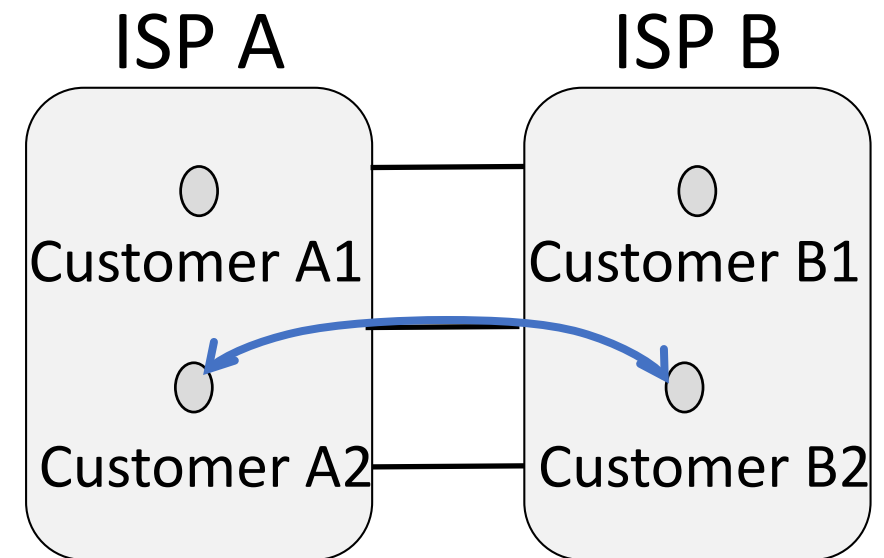 ISP A
ISP B
Customer A1
Customer B1
Customer A2
Customer B2